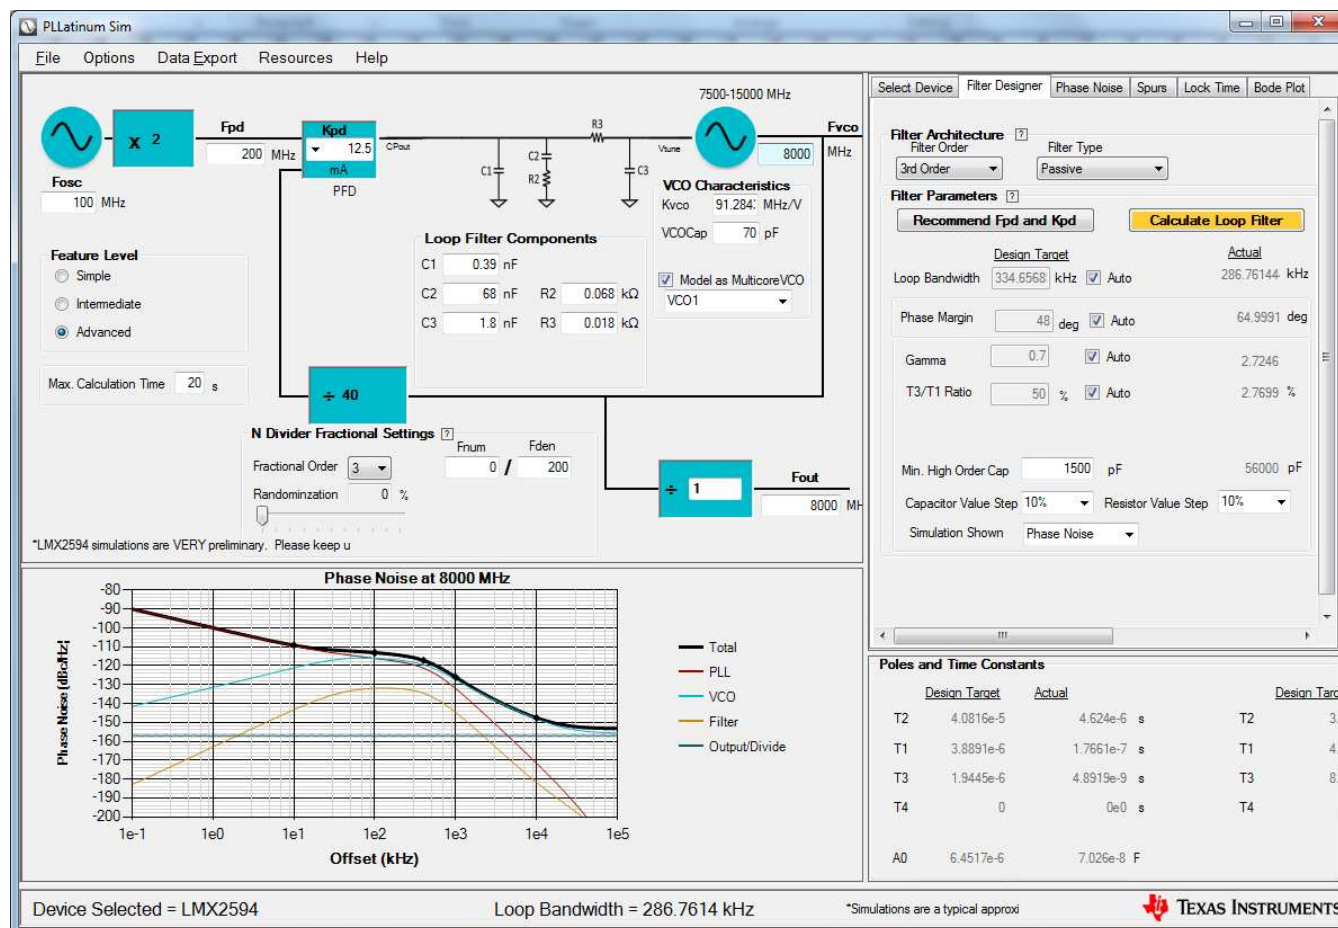 PLLatinum Sim
File Options Data Export Resources Help
7500-15000 MHz
x 2
Fpd
200 MHz
Kpd
12.5
mA
PFD
CPout
C1
C2
R2
R3
C3
Vtune
Fvco
8000 MHz
Fosc
100 MHz
VCO Characteristics
Kvco 91.284 MHz/V
VCOCap 70 pF
Model as MulticoreVCO
VCO1
Loop Filter Components
C1 0.39 nF
C2 68 nF R2 0.068 kΩ
C3 1.8 nF R3 0.018 kΩ
Feature Level
Simple
Intermediate
Advanced
Max. Calculation Time 20 s
÷ 40
N Divider Fractional Settings ?
Fnum Fden
Fractional Order 3 0 / 200
Randominzation 0 %
÷ 1
Fout
8000 MH
*LMX2594 simulations are VERY preliminary. Please keep u
Select Device Filter Designer Phase Noise Spurs Lock Time Bode Plot
Filter Architecture ?
Filter Order Filter Type
3rd Order Passive
Filter Parameters ?
Recommend Fpd and Kpd Calculate Loop Filter
Design Target Actual
Loop Bandwidth 334.6568 kHz Auto 286.76144 kHz
Phase Margin 48 deg Auto 64.9991 deg
Gamma 0.7 Auto 2.7246
T3/T1 Ratio 50 % Auto 2.7699 %
Min. High Order Cap 1500 pF 56000 pF
Capacitor Value Step 10% Resistor Value Step 10%
Simulation Shown Phase Noise
Phase Noise at 8000 MHz
Phase Noise (dBc/Hz)
-80
-90
-100
-110
-120
-130
-140
-150
-160
-170
-180
-190
-200
1e-1 1e0 1e1 1e2 1e3 1e4 1e5
Offset (kHz)
Total
PLL
VCO
Filter
Output/Divide
Poles and Time Constants
Design Target Actual Design Targ
T2 4.0816e-5 4.624e-6 s T2 3.
T1 3.8891e-6 1.7661e-7 s T1 4.
T3 1.9445e-6 4.8919e-9 s T3 8.
T4 0 0e0 s T4
A0 6.4517e-6 7.026e-8 F
Device Selected = LMX2594 Loop Bandwidth = 286.7614 kHz *Simulations are a typical approxi TEXAS INSTRUMENTS